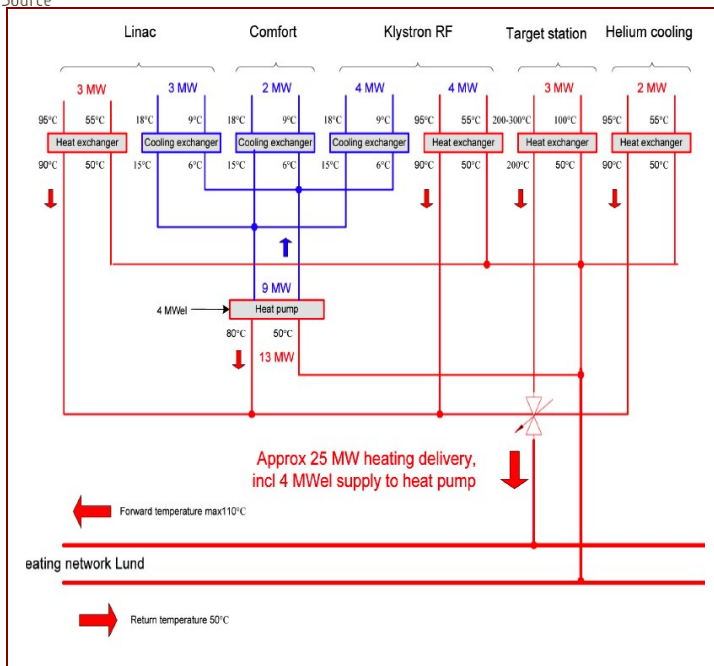 Source
Linac Comfort Klystron RF Target station Helium cooling
3 MW 3 MW 2 MW 4 MW 4 MW 3 MW 2 MW
95°C 55°C 18°C 9°C 18°C 9°C 18°C 9°C 95°C 55°C 200-300°C 100°C 95°C 55°C
Heat exchanger Cooling exchanger Cooling exchanger Cooling exchanger Heat exchanger Heat exchanger Heat exchanger
90°C 50°C 15°C 6°C 15°C 6°C 15°C 6°C 90°C 50°C 200°C 50°C 90°C 50°C
9 MW
4 MWel Heat pump
80°C 50°C
13 MW
Approx 25 MW heating delivery,
incl 4 MWel supply to heat pump
Forward temperature max110°C
eating network Lund
Return temperature 50°C